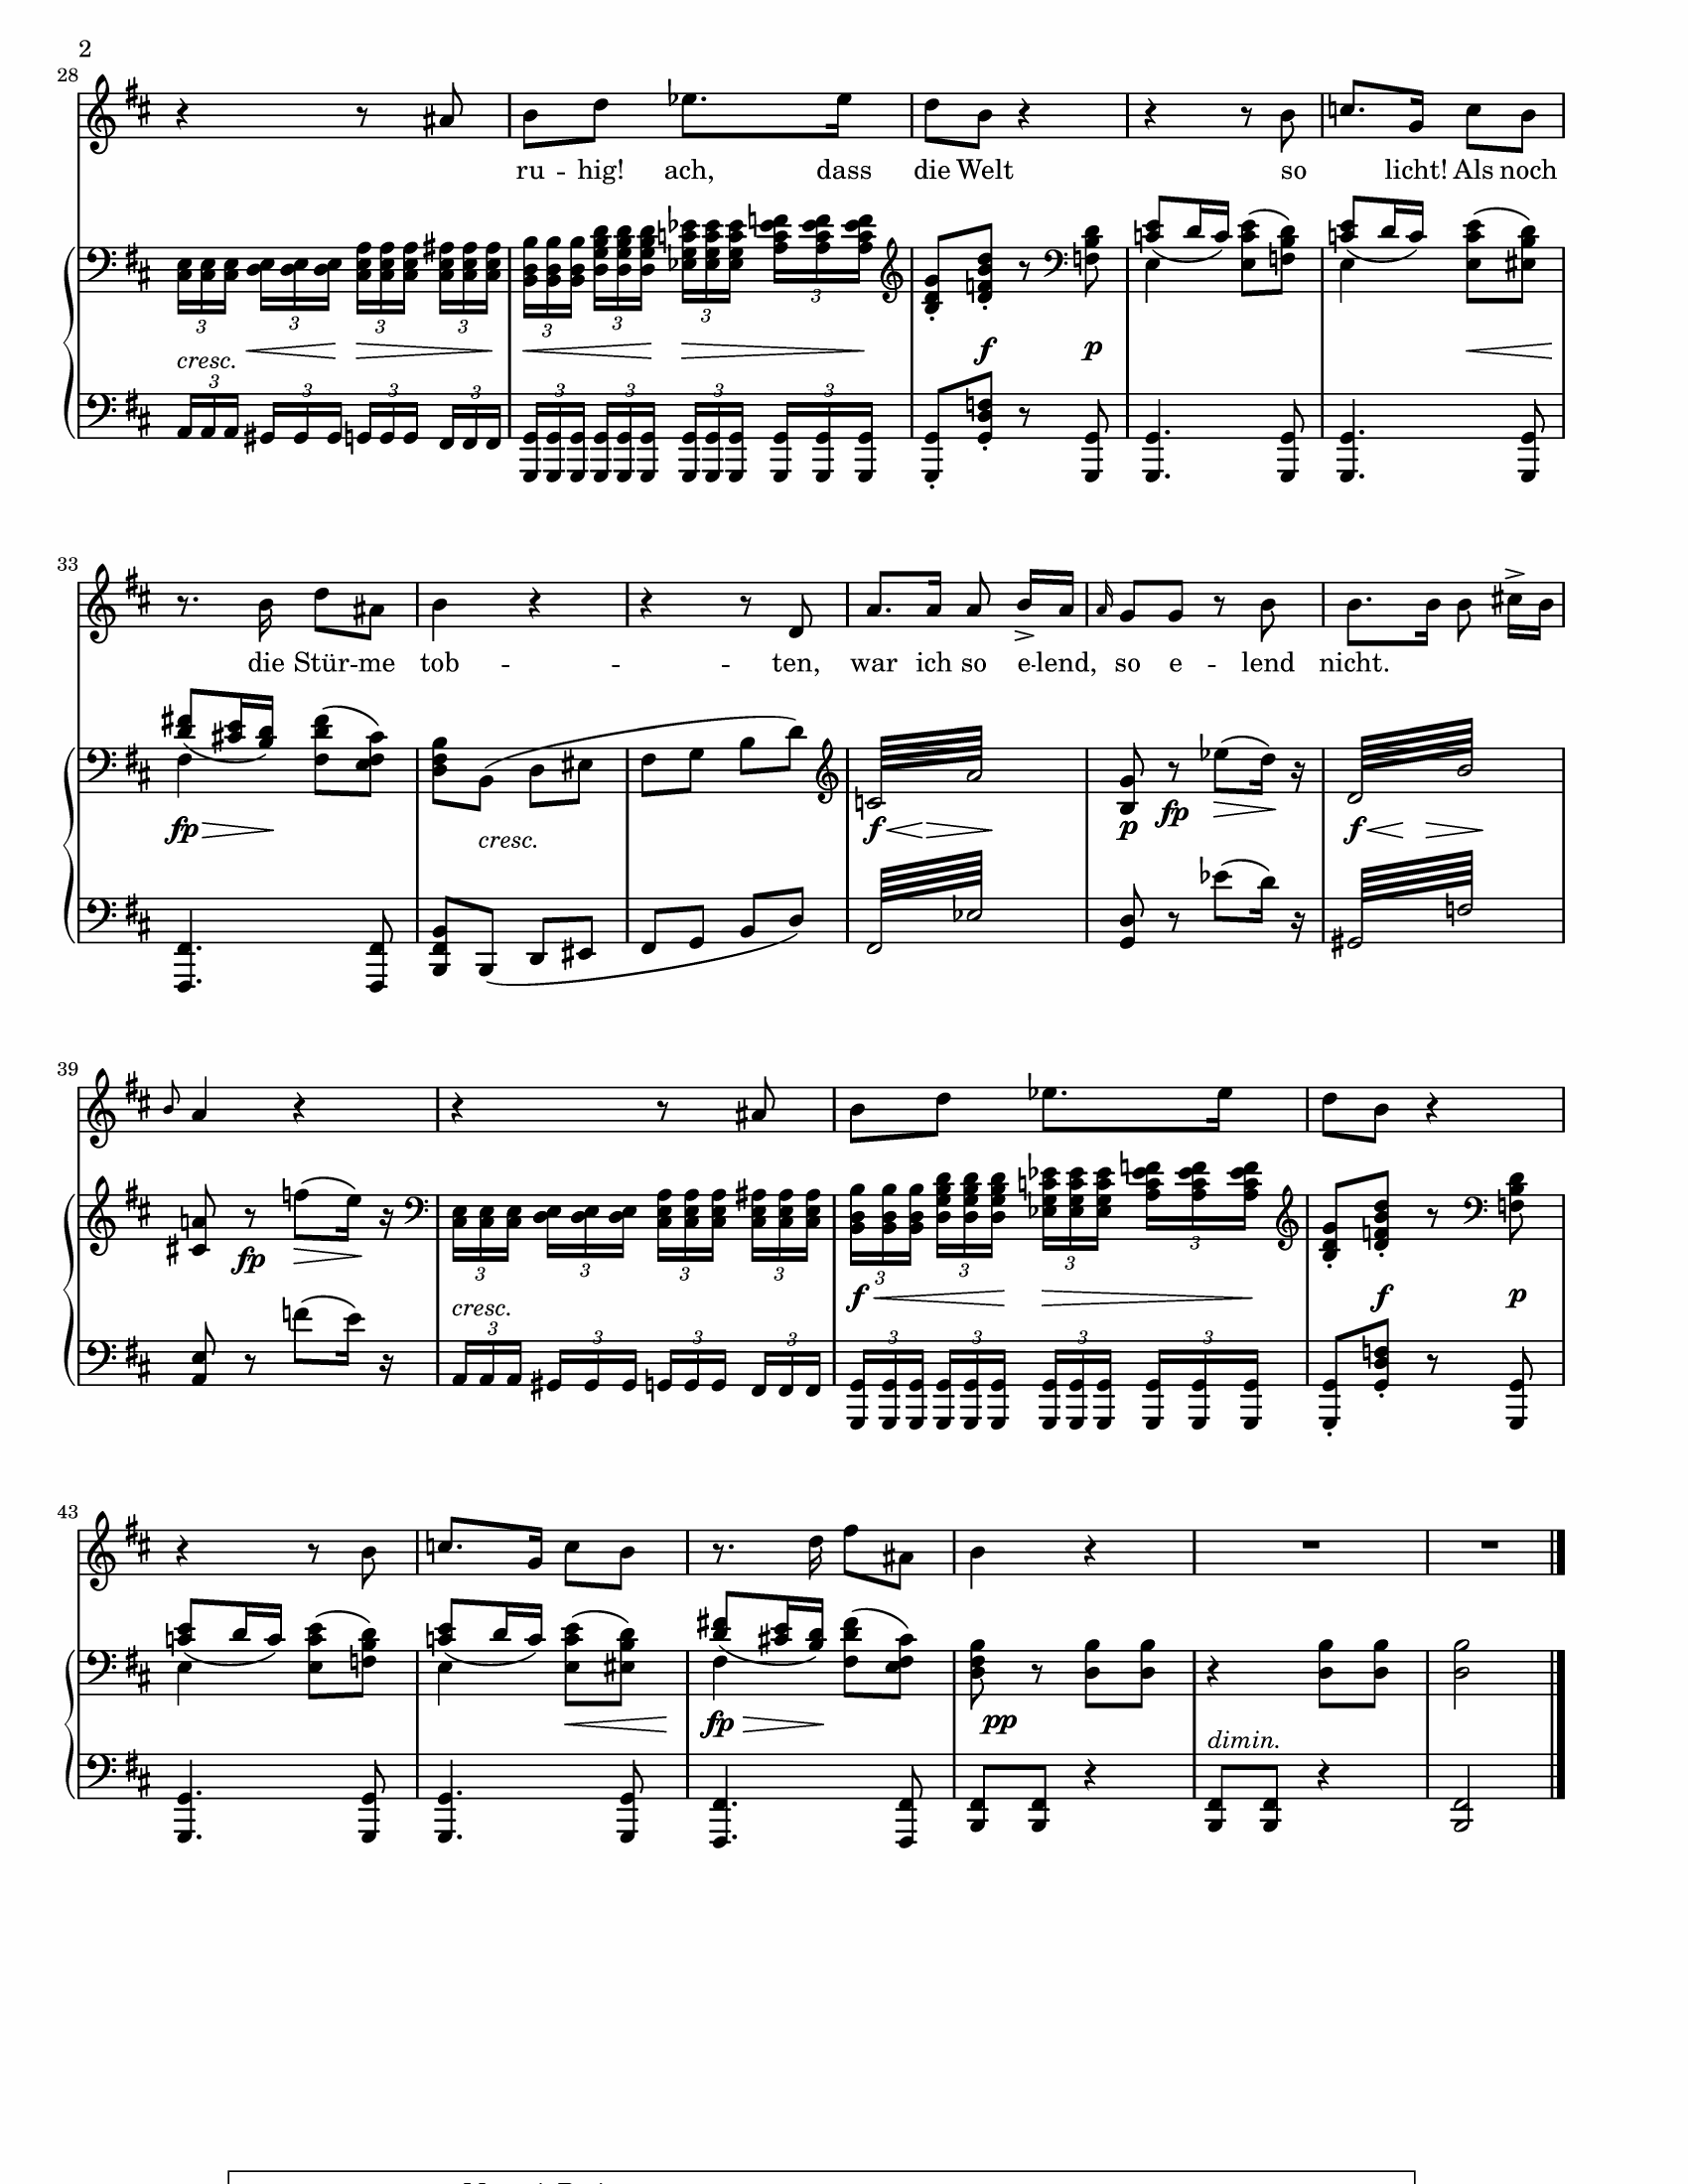 2
28
ru -- hig! ach, dass die Welt so licht! Als noch
3 3 3 3 3 3 3 3
cresc. f p
3 3 3 3 3 3 3 3
33
die Stür -- me tob -- ten, war ich so e -- lend, so e -- lend nicht.
fp cresc. f p fp f
39
fp cresc. 3 3 3 3 f 3 3 3 3 f p
3 3 3 3 3 3 3 3
43
fp pp dimin.